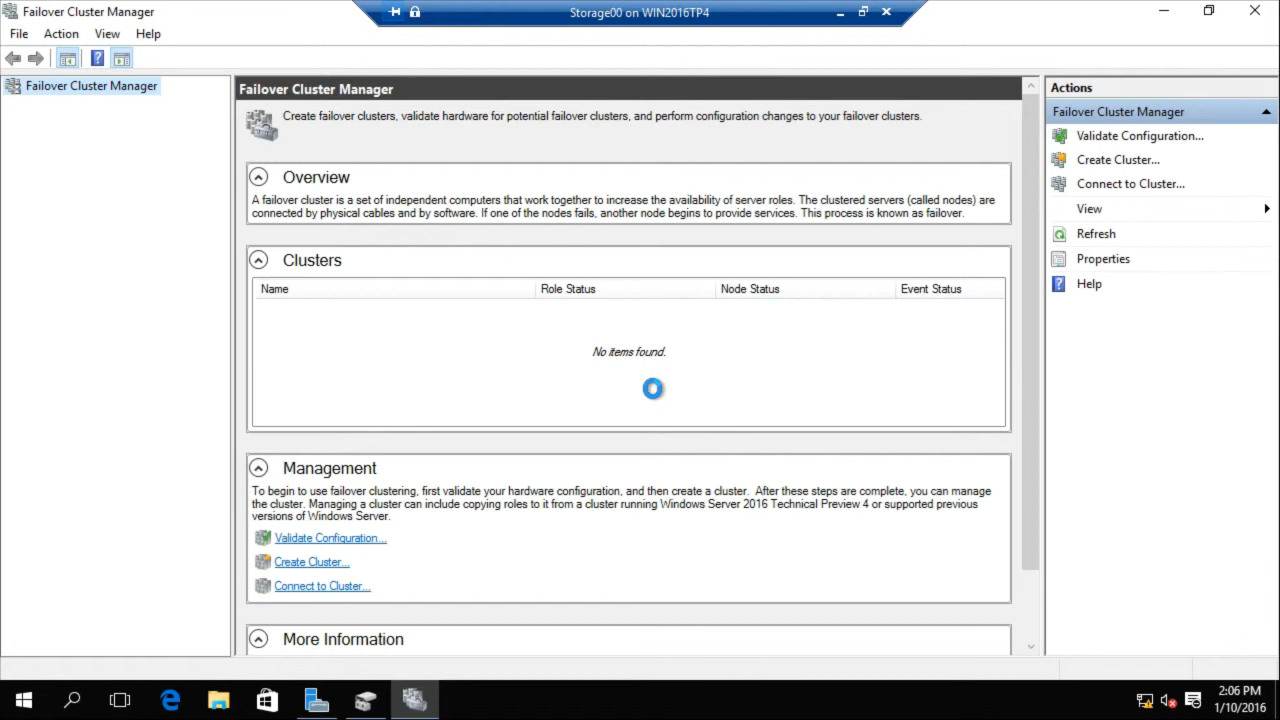 Failover Cluster Manager
Storage00 on WIN2016TP4
File Action View Help
Failover Cluster Manager
Failover Cluster Manager
Create failover clusters, validate hardware for potential failover clusters, and perform configuration changes to your failover clusters.
Overview
A failover cluster is a set of independent computers that work together to increase the availability of server roles. The clustered servers (called nodes) are
connected by physical cables and by software. If one of the nodes fails, another node begins to provide services. This process is known as failover.
Clusters
Name Role Status Node Status Event Status
No items found.
Management
To begin to use failover clustering, first validate your hardware configuration, and then create a cluster. After these steps are complete, you can manage
the cluster. Managing a cluster can include copying roles to it from a cluster running Windows Server 2016 Technical Preview 4 or supported previous
versions of Windows Server.
Validate Configuration...
Create Cluster...
Connect to Cluster...
More Information
Actions
Failover Cluster Manager
Validate Configuration...
Create Cluster...
Connect to Cluster...
View
Refresh
Properties
Help
2:06 PM
1/10/2016